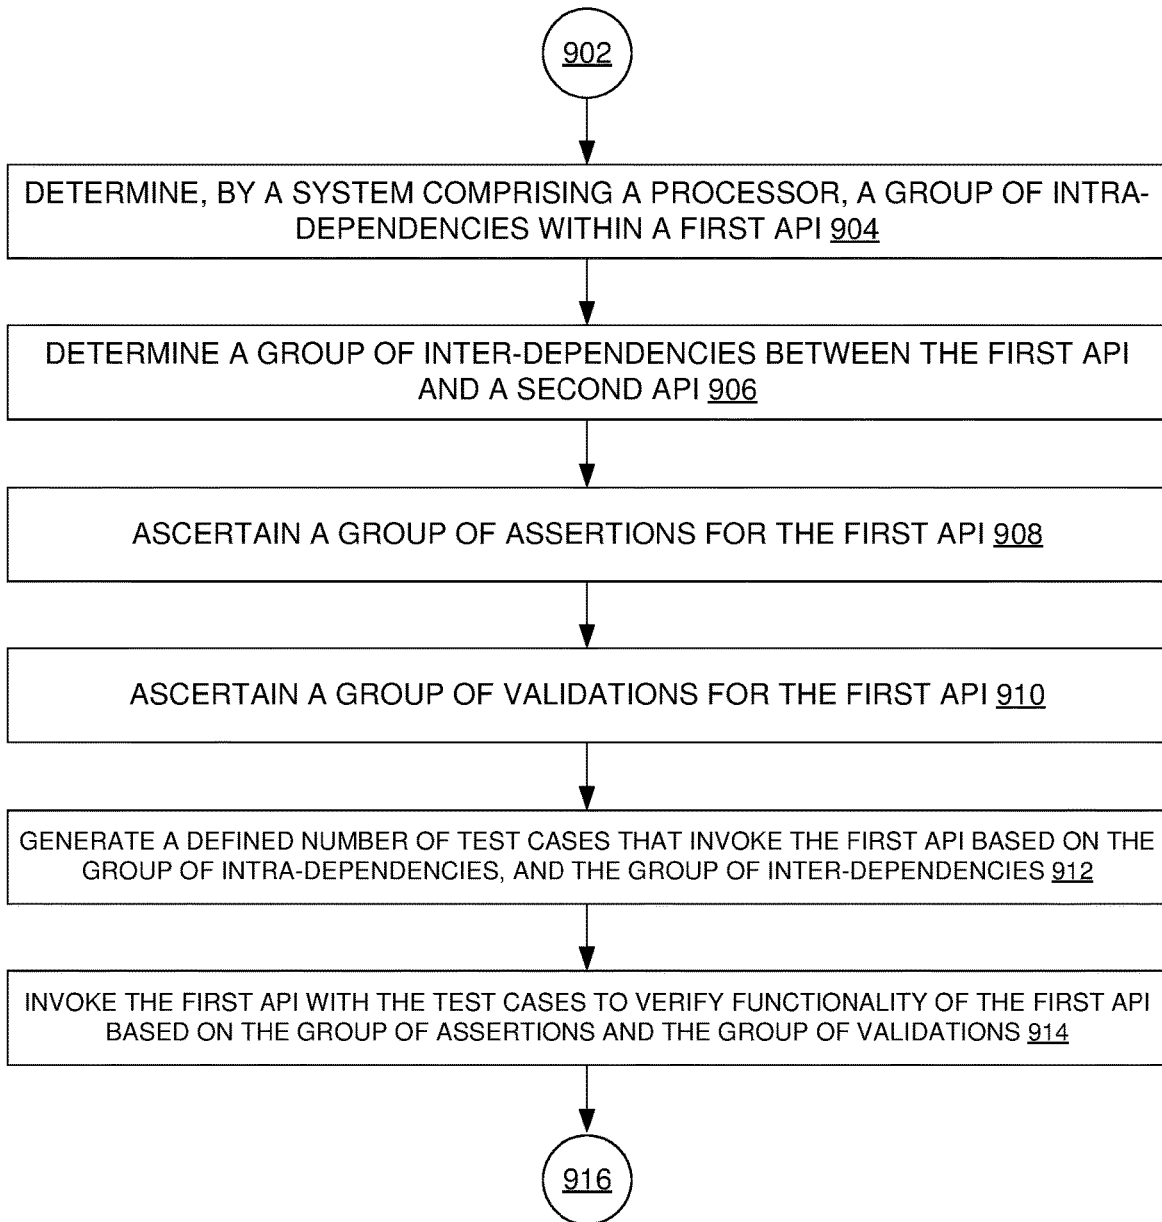 902
DETERMINE, BY A SYSTEM COMPRISING A PROCESSOR, A GROUP OF INTRA-
DEPENDENCIES WITHIN A FIRST API 904
DETERMINE A GROUP OF INTER-DEPENDENCIES BETWEEN THE FIRST API
AND A SECOND API 906
ASCERTAIN A GROUP OF ASSERTIONS FOR THE FIRST API 908
ASCERTAIN A GROUP OF VALIDATIONS FOR THE FIRST API 910
GENERATE A DEFINED NUMBER OF TEST CASES THAT INVOKE THE FIRST API BASED ON THE
GROUP OF INTRA-DEPENDENCIES, AND THE GROUP OF INTER-DEPENDENCIES 912
INVOKE THE FIRST API WITH THE TEST CASES TO VERIFY FUNCTIONALITY OF THE FIRST API
BASED ON THE GROUP OF ASSERTIONS AND THE GROUP OF VALIDATIONS 914
916